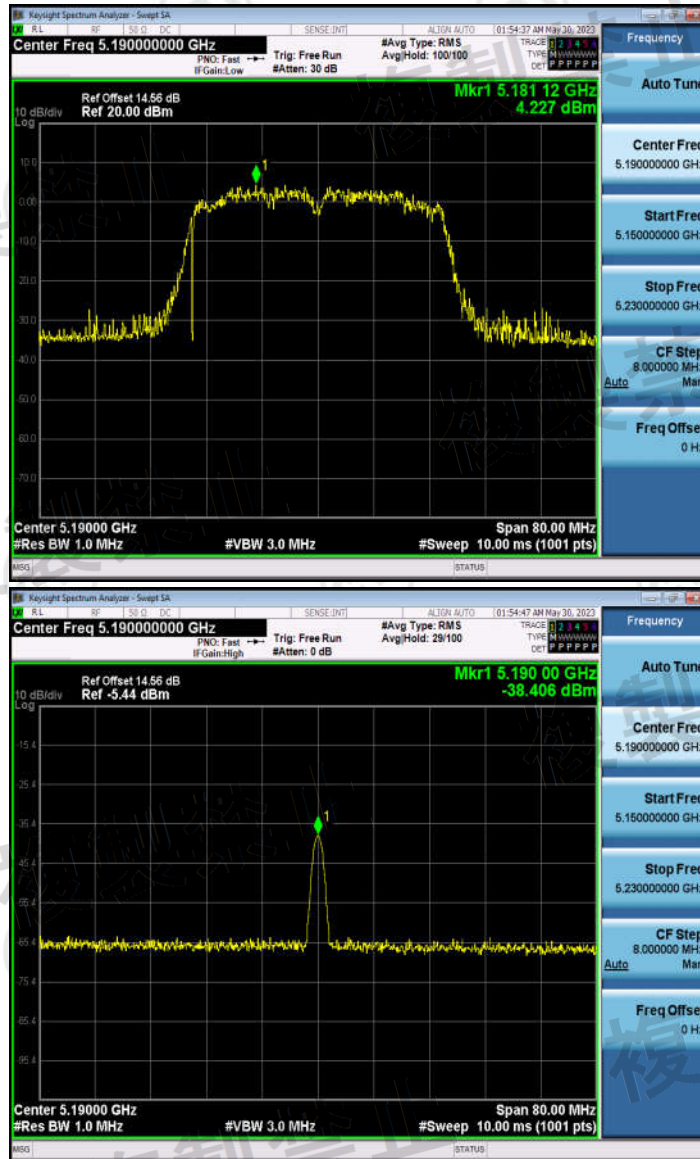 Keysight Spectrum Analyzer - Swept SA
RL RF 50 Ω DC SENSE:INT ALIGN AUTO 01:54:37 AM May 30, 2023
Center Freq 5.190000000 GHz
PNO: Fast
IFGain:Low
Trig: Free Run
#Atten: 30 dB
#Avg Type: RMS
Avg|Hold: 100/100
TRACE 1 2 3 4 5 6
TYPE MWWWWW
DET P P P P P P
Mkr1 5.181 12 GHz
4.227 dBm
Ref Offset 14.56 dB
10 dB/div Ref 20.00 dBm
Log
10.0
0.00
-10.0
-20.0
-30.0
-40.0
-50.0
-60.0
-70.0
1
Center 5.19000 GHz Span 80.00 MHz
#Res BW 1.0 MHz #VBW 3.0 MHz #Sweep 10.00 ms (1001 pts)
MSG STATUS
Frequency
Auto Tune
Center Freq
5.190000000 GHz
Start Freq
5.150000000 GHz
Stop Freq
5.230000000 GHz
CF Step
8.000000 MHz
Auto Man
Freq Offset
0 Hz
Keysight Spectrum Analyzer - Swept SA
RL RF 50 Ω DC SENSE:INT ALIGN AUTO 01:54:47 AM May 30, 2023
Center Freq 5.190000000 GHz
PNO: Fast
IFGain:High
Trig: Free Run
#Atten: 0 dB
#Avg Type: RMS
Avg|Hold: 29/100
TRACE 1 2 3 4 5 6
TYPE MWWWWW
DET P P P P P P
Mkr1 5.190 00 GHz
-38.406 dBm
Ref Offset 14.56 dB
10 dB/div Ref -5.44 dBm
Log
-15.4
-25.4
-35.4
-45.4
-55.4
-65.4
-75.4
-85.4
-95.4
1
Center 5.19000 GHz Span 80.00 MHz
#Res BW 1.0 MHz #VBW 3.0 MHz #Sweep 10.00 ms (1001 pts)
MSG STATUS
Frequency
Auto Tune
Center Freq
5.190000000 GHz
Start Freq
5.150000000 GHz
Stop Freq
5.230000000 GHz
CF Step
8.000000 MHz
Auto Man
Freq Offset
0 Hz
複製禁止